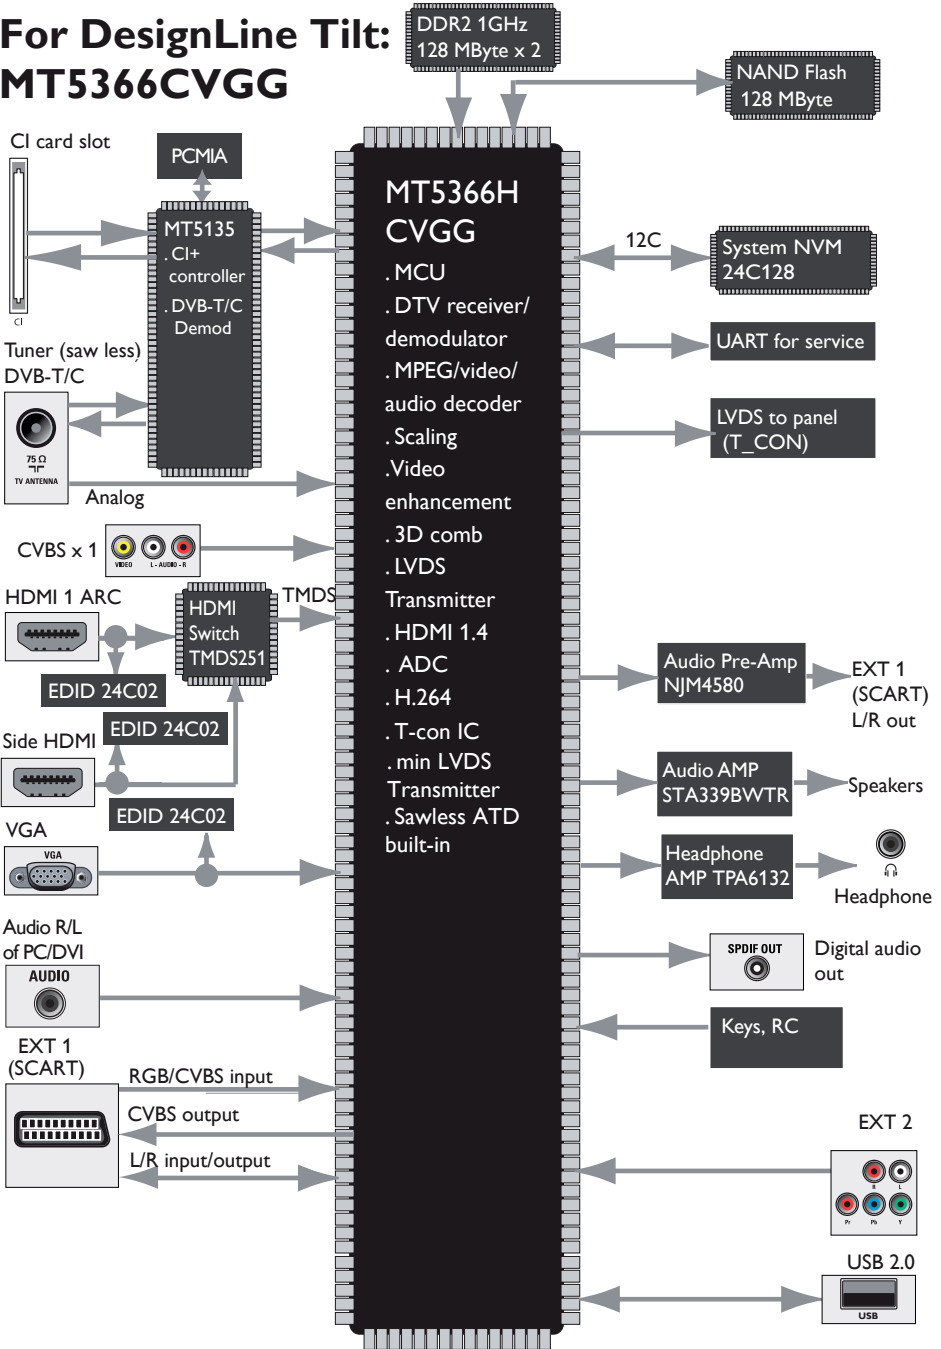 For DesignLine Tilt:
MT5366CVGG
DDR2 1GHz
128 MByte x 2
NAND Flash
128 MByte
CI card slot
CI
PCMIA
MT5135
. CI+
controller
. DVB-T/C
Demod
Tuner (saw less)
DVB-T/C
75 Ω
TV ANTENNA
Analog
CVBS x 1
VIDEO
L - AUDIO - R
HDMI 1 ARC
HDMI
Switch
TMDS251
TMDS
EDID 24C02
EDID 24C02
Side HDMI
EDID 24C02
VGA
VGA
Audio R/L
of PC/DVI
AUDIO
EXT 1
(SCART)
RGB/CVBS input
CVBS output
L/R input/output
MT5366H
CVGG
. MCU
. DTV receiver/
demodulator
. MPEG/video/
audio decoder
. Scaling
. Video
enhancement
. 3D comb
. LVDS
Transmitter
. HDMI 1.4
. ADC
. H.264
. T-con IC
. min LVDS
Transmitter
. Sawless ATD
built-in
12C
System NVM
24C128
UART for service
LVDS to panel
(T_CON)
Audio Pre-Amp
NJM4580
EXT 1
(SCART)
L/R out
Audio AMP
STA339BWTR
Speakers
Headphone
AMP TPA6132
Headphone
SPDIF OUT
Digital audio
out
Keys, RC
EXT 2
R
L
Pr
Pb
Y
USB 2.0
USB